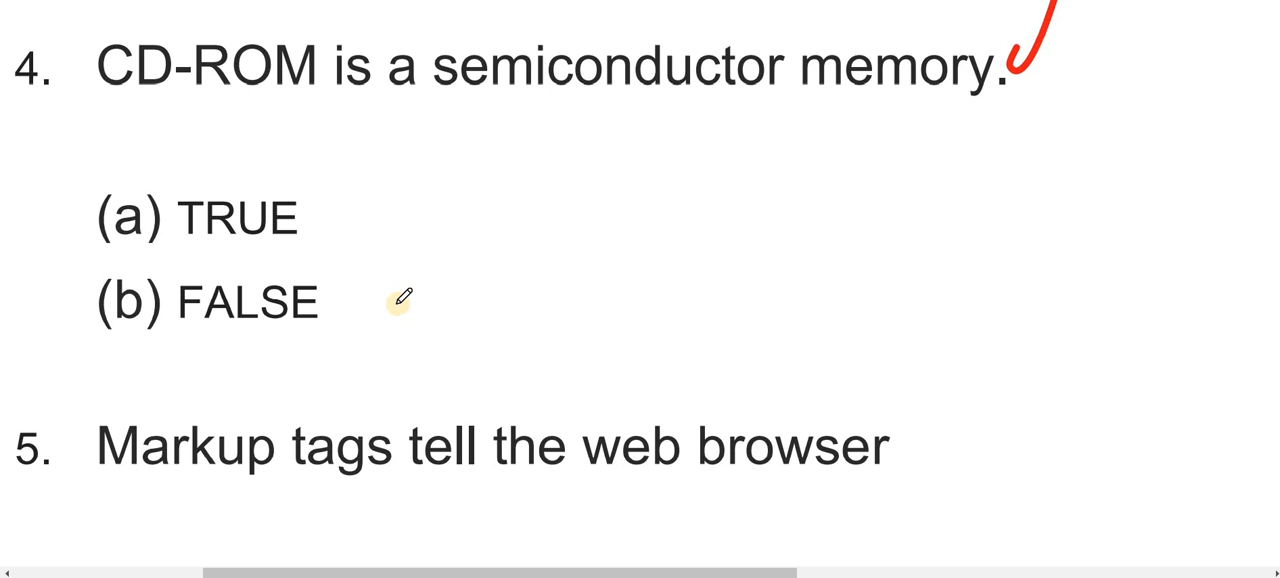 4. CD-ROM is a semiconductor memory.
(a) TRUE
(b) FALSE
5. Markup tags tell the web browser